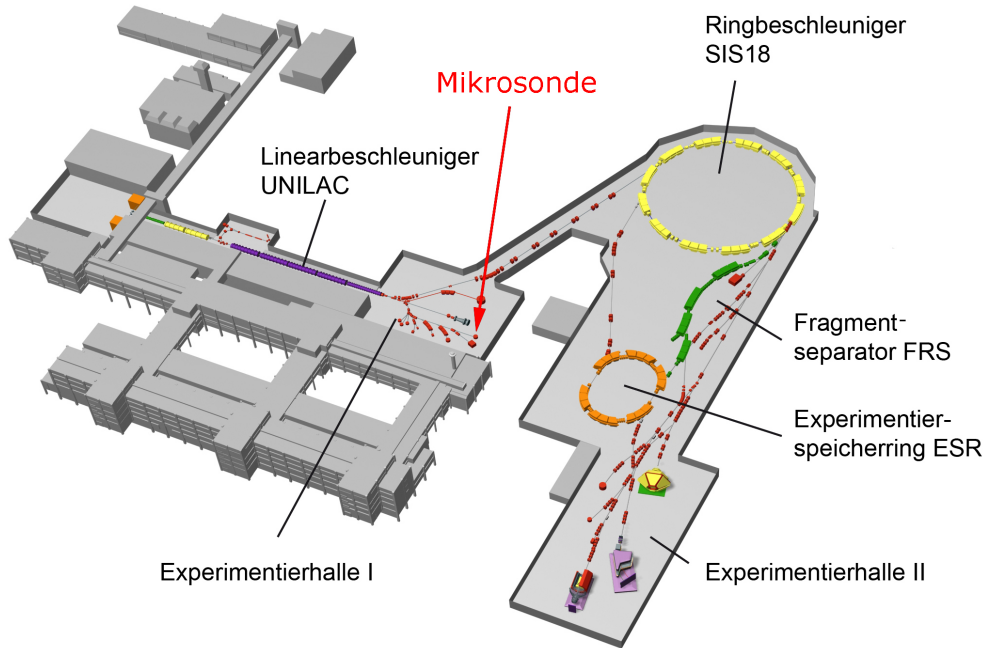 Ringbeschleuniger
SIS18
Mikrosonde
Linearbeschleuniger
UNILAC
Fragment-
separator FRS
Experimentier-
speicherring ESR
Experimentierhalle I
Experimentierhalle II